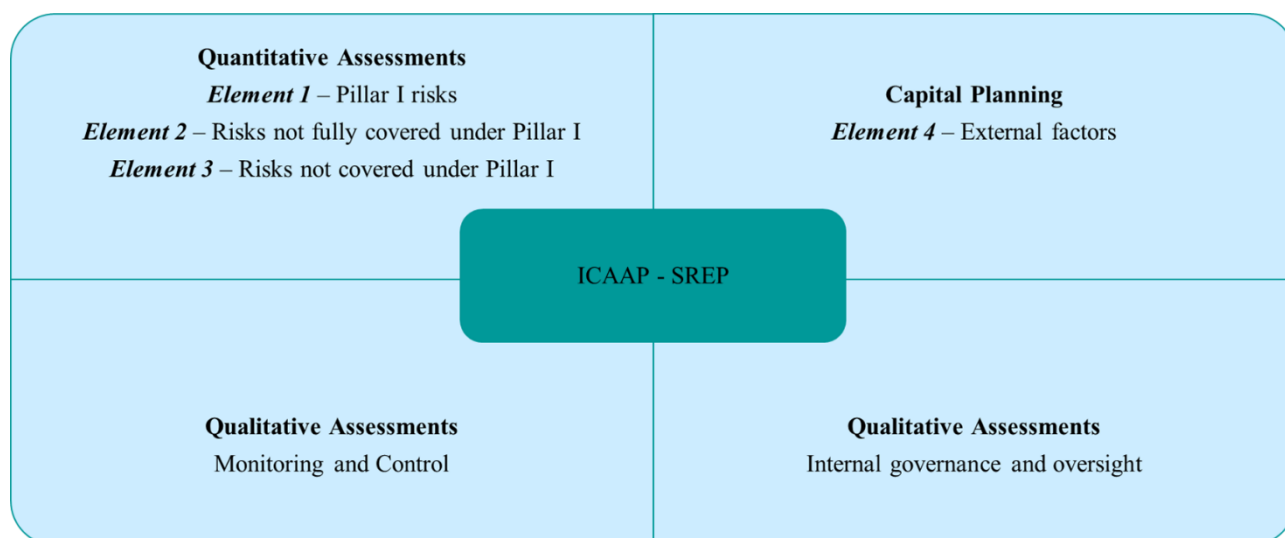 Quantitative Assessments
Element 1 – Pillar I risks
Element 2 – Risks not fully covered under Pillar I
Element 3 – Risks not covered under Pillar I
Capital Planning
Element 4 – External factors
ICAAP - SREP
Qualitative Assessments
Monitoring and Control
Qualitative Assessments
Internal governance and oversight